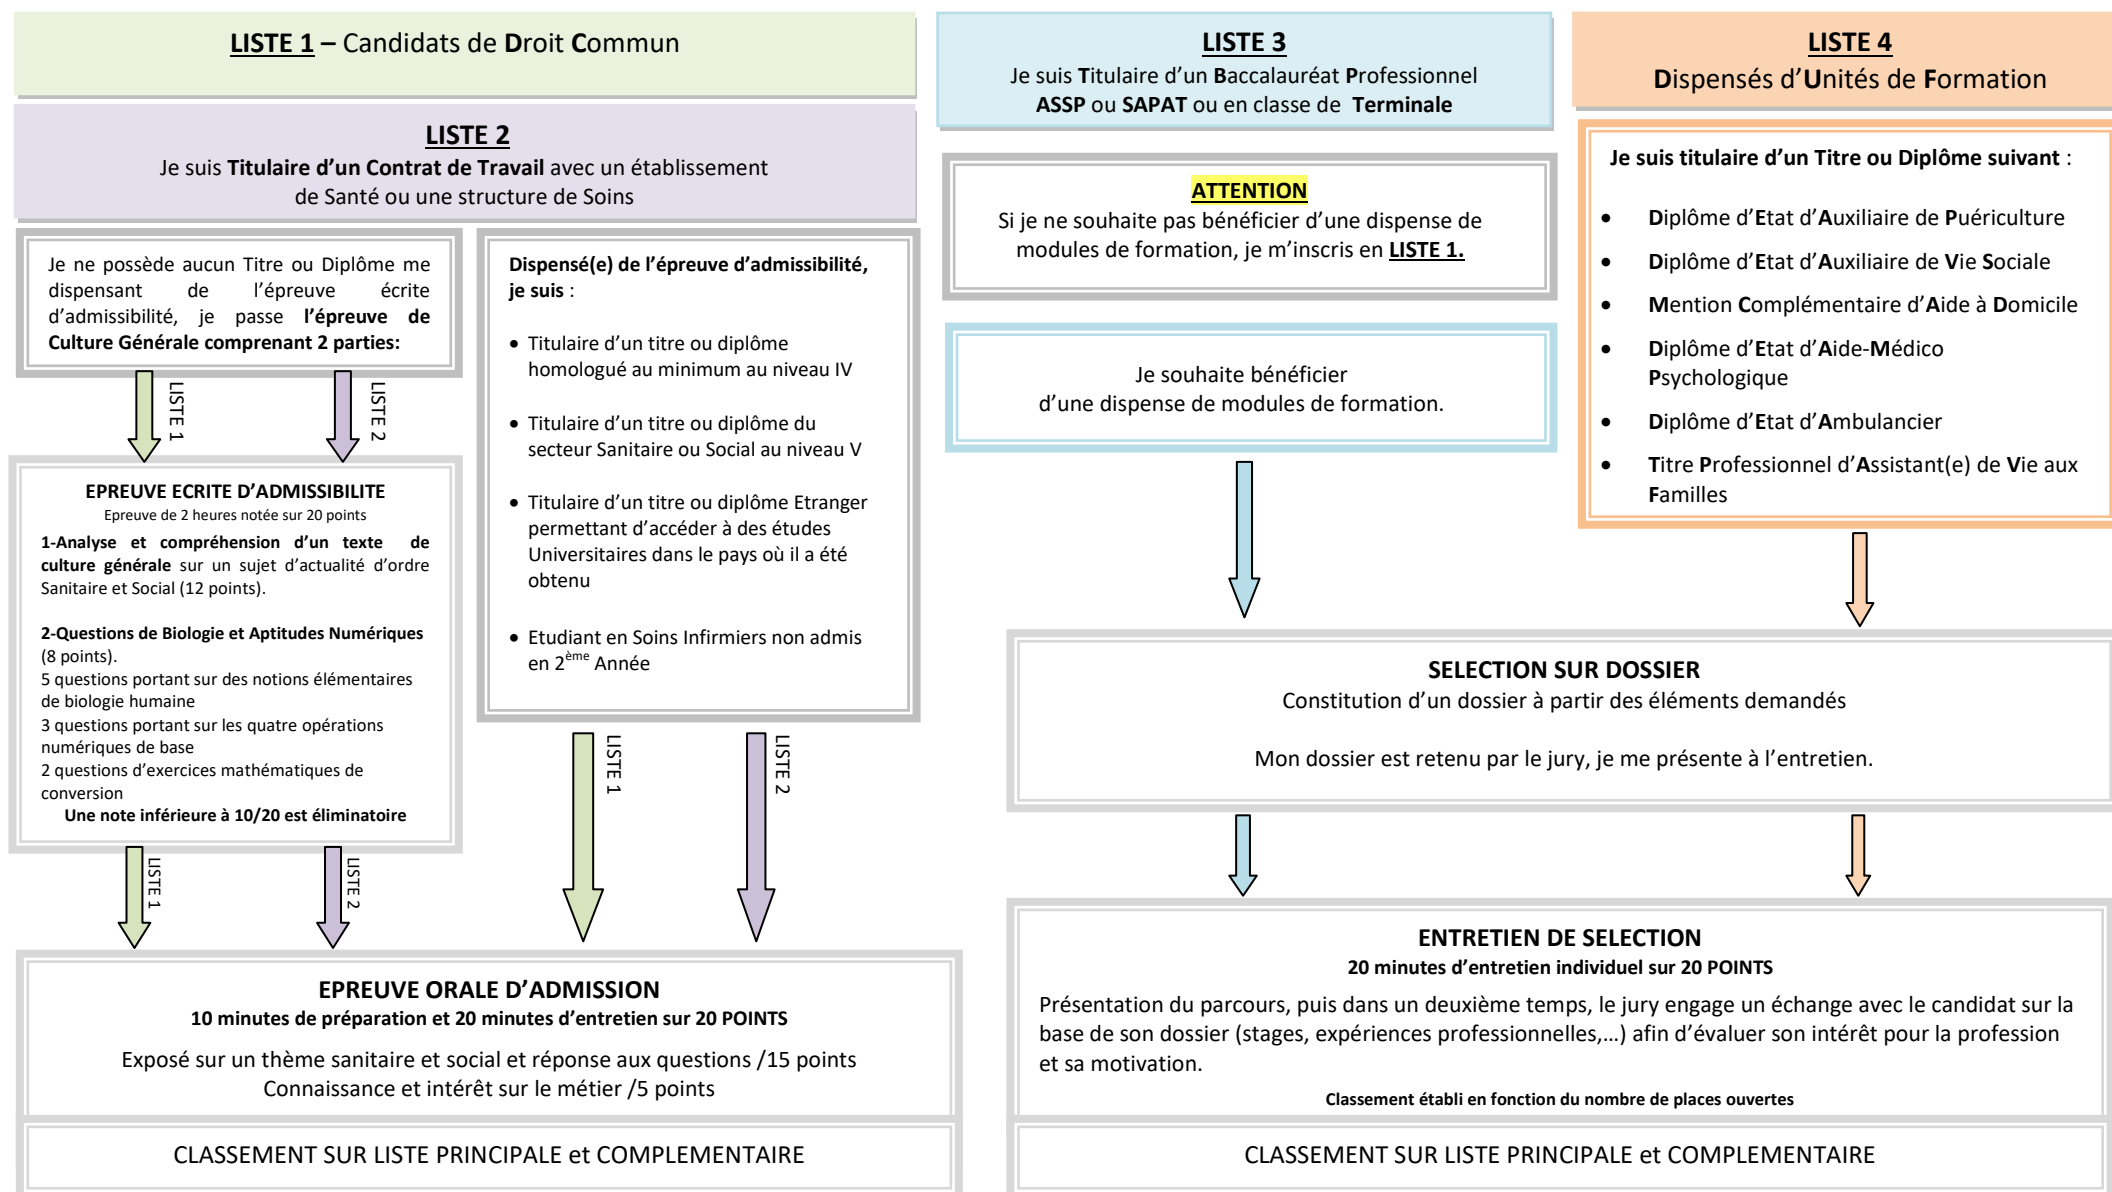 LISTE 1 – Candidats de Droit Commun
LISTE 2
Je suis Titulaire d'un Contrat de Travail avec un établissement
de Santé ou une structure de Soins
Je ne possède aucun Titre ou Diplôme me
dispensant de l'épreuve écrite
d'admissibilité, je passe l'épreuve de
Culture Générale comprenant 2 parties:
LISTE 1
LISTE 2
EPREUVE ECRITE D'ADMISSIBILITE
Epreuve de 2 heures notée sur 20 points
1-Analyse et compréhension d'un texte de
culture générale sur un sujet d'actualité d'ordre
Sanitaire et Social (12 points).
2-Questions de Biologie et Aptitudes Numériques
(8 points).
5 questions portant sur des notions élémentaires
de biologie humaine
3 questions portant sur les quatre opérations
numériques de base
2 questions d'exercices mathématiques de
conversion
Une note inférieure à 10/20 est éliminatoire
LISTE 1
LISTE 2
Dispensé(e) de l'épreuve d'admissibilité,
je suis :
• Titulaire d'un titre ou diplôme
homologué au minimum au niveau IV
• Titulaire d'un titre ou diplôme du
secteur Sanitaire ou Social au niveau V
• Titulaire d'un titre ou diplôme Etranger
permettant d'accéder à des études
Universitaires dans le pays où il a été
obtenu
• Etudiant en Soins Infirmiers non admis
en 2ème Année
LISTE 1
LISTE 2
EPREUVE ORALE D'ADMISSION
10 minutes de préparation et 20 minutes d'entretien sur 20 POINTS
Exposé sur un thème sanitaire et social et réponse aux questions /15 points
Connaissance et intérêt sur le métier /5 points
CLASSEMENT SUR LISTE PRINCIPALE et COMPLEMENTAIRE
LISTE 3
Je suis Titulaire d'un Baccalauréat Professionnel
ASSP ou SAPAT ou en classe de Terminale
ATTENTION
Si je ne souhaite pas bénéficier d'une dispense de
modules de formation, je m'inscris en LISTE 1.
Je souhaite bénéficier
d'une dispense de modules de formation.
LISTE 4
Dispensés d'Unités de Formation
Je suis titulaire d'un Titre ou Diplôme suivant :
• Diplôme d'Etat d'Auxiliaire de Puériculture
• Diplôme d'Etat d'Auxiliaire de Vie Sociale
• Mention Complémentaire d'Aide à Domicile
• Diplôme d'Etat d'Aide-Médico
Psychologique
• Diplôme d'Etat d'Ambulancier
• Titre Professionnel d'Assistant(e) de Vie aux
Familles
SELECTION SUR DOSSIER
Constitution d'un dossier à partir des éléments demandés
Mon dossier est retenu par le jury, je me présente à l'entretien.
ENTRETIEN DE SELECTION
20 minutes d'entretien individuel sur 20 POINTS
Présentation du parcours, puis dans un deuxième temps, le jury engage un échange avec le candidat sur la
base de son dossier (stages, expériences professionnelles,…) afin d'évaluer son intérêt pour la profession
et sa motivation.
Classement établi en fonction du nombre de places ouvertes
CLASSEMENT SUR LISTE PRINCIPALE et COMPLEMENTAIRE